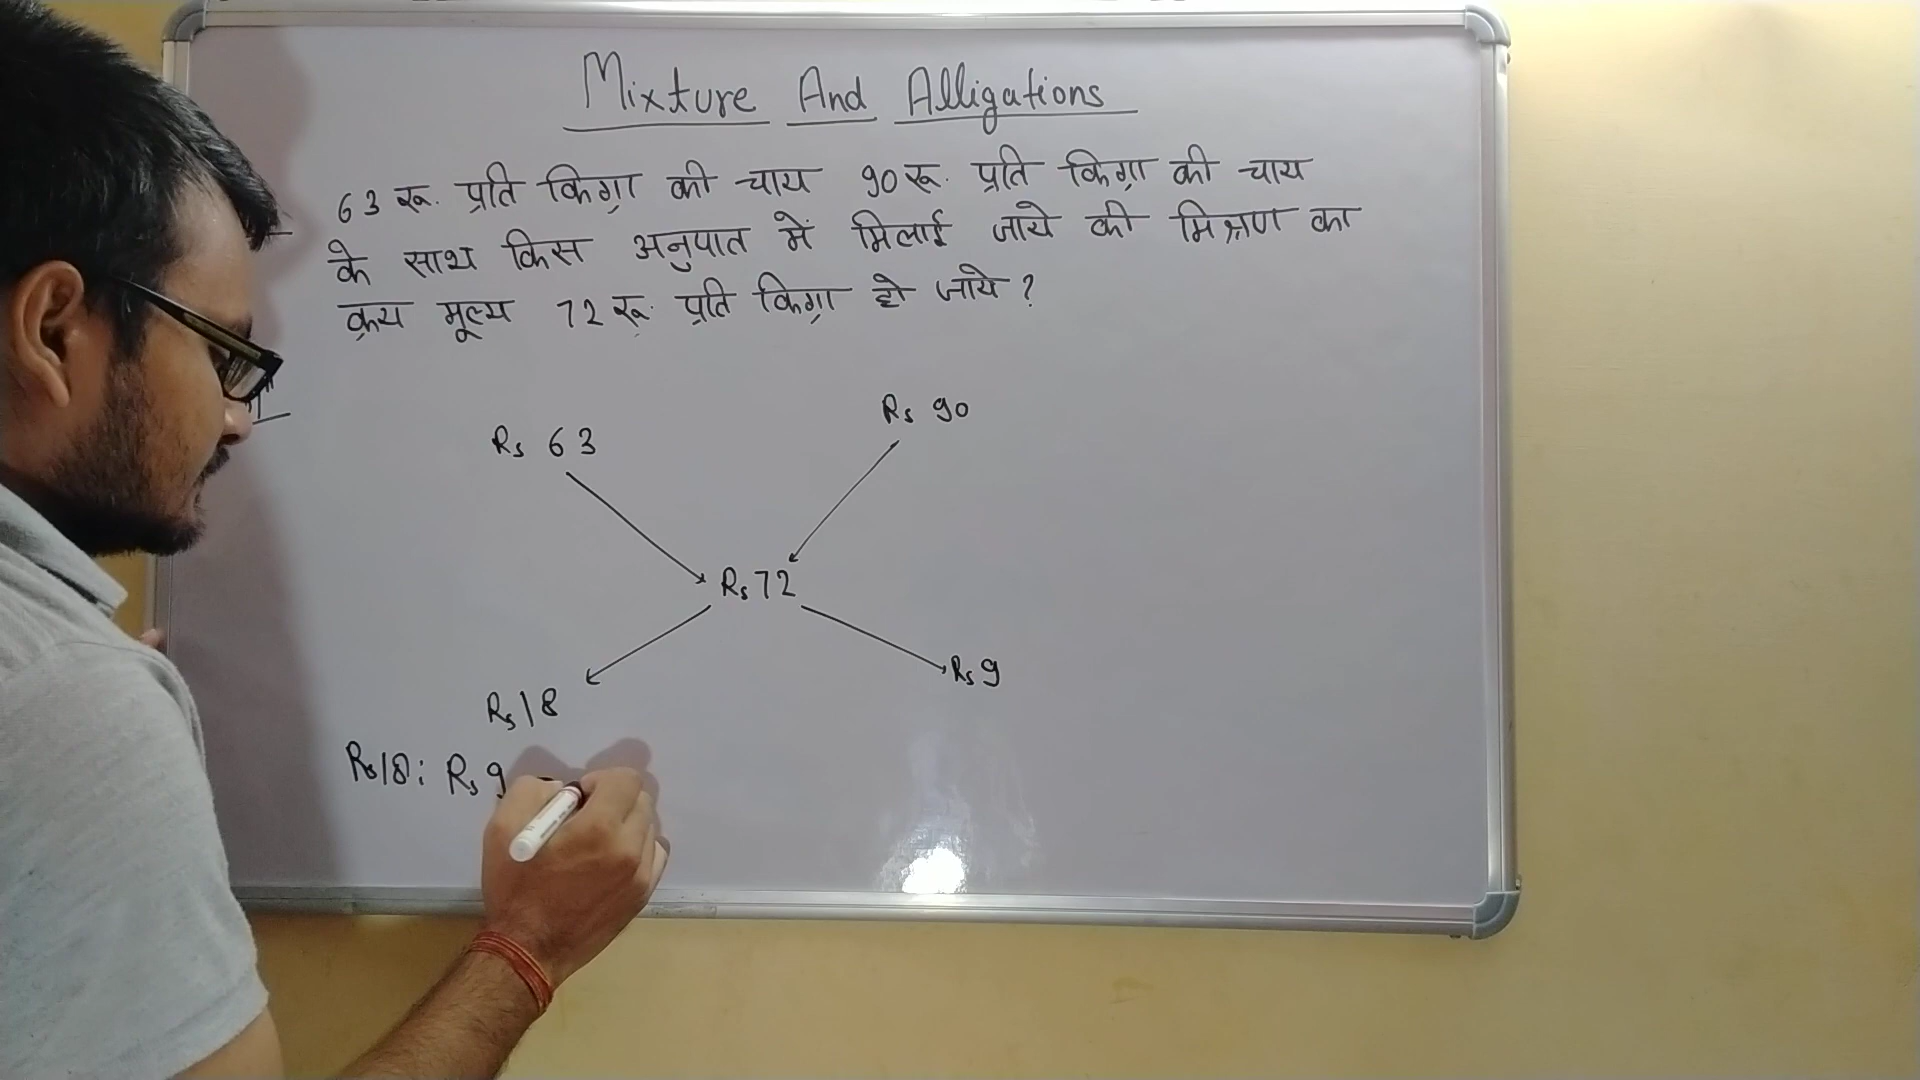 Mixture And Alligations
63 रू. प्रति किग्रा की चाय 90 रू. प्रति किग्रा की चाय
के साथ किस अनुपात में मिलाई जाये की मिश्रण का
क्रय मूल्य 72 रू. प्रति किग्रा हो जाये ?
Rs 63 Rs 90
Rs 72
Rs 18 Rs 9
Rs 18 : Rs 9